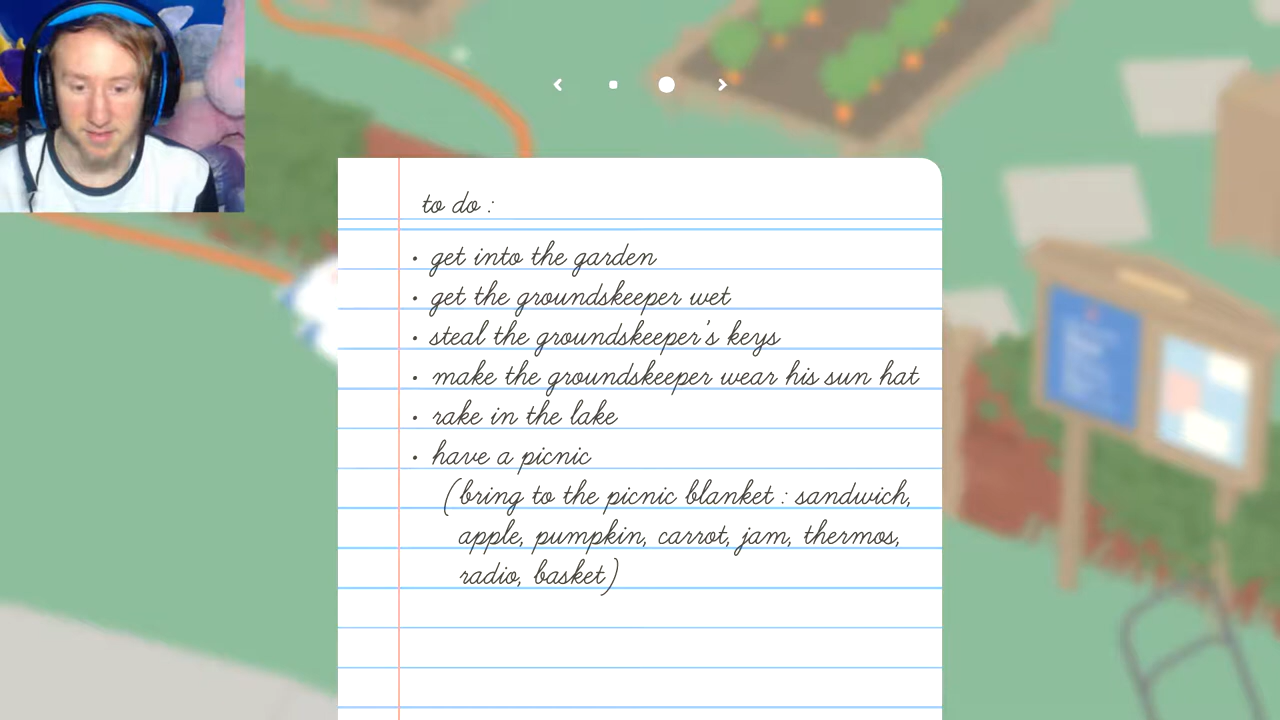 to do :
• get into the garden
• get the groundskeeper wet
• steal the groundskeeper's keys
• make the groundskeeper wear his sun hat
• rake in the lake
• have a picnic
(bring to the picnic blanket : sandwich,
apple, pumpkin, carrot, jam, thermos,
radio, basket)